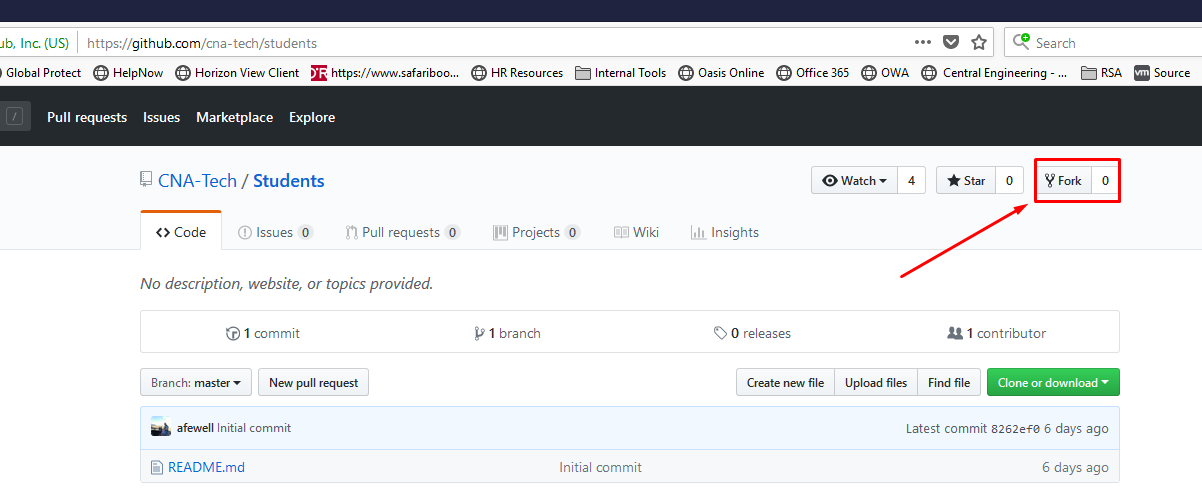 ub, Inc. (US) https://github.com/cna-tech/students Search
Global Protect HelpNow Horizon View Client https://www.safariboo... HR Resources Internal Tools Oasis Online Office 365 OWA Central Engineering - ... RSA vm Source
/ Pull requests Issues Marketplace Explore
CNA-Tech / Students Watch 4 Star 0 Fork 0
Code Issues 0 Pull requests 0 Projects 0 Wiki Insights
No description, website, or topics provided.
1 commit 1 branch 0 releases 1 contributor
Branch: master New pull request Create new file Upload files Find file Clone or download
afewell Initial commit Latest commit 8262ef0 6 days ago
README.md Initial commit 6 days ago